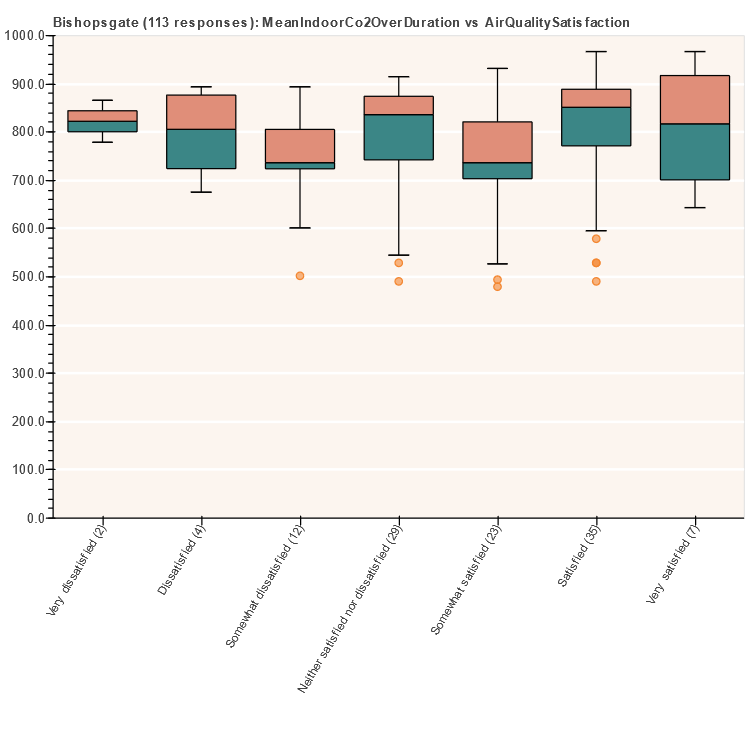 Bishopsgate (113 responses): MeanIndoorCo2OverDuration vs AirQualitySatisfaction
1000.0
900.0
800.0
700.0
600.0
500.0
400.0
300.0
200.0
100.0
0.0
Very dissatisfied (2)
Dissatisfied (4)
Somewhat dissatisfied (12)
Neither satisfied nor dissatisfied (29)
Somewhat satisfied (23)
Satisfied (35)
Very satisfied (7)